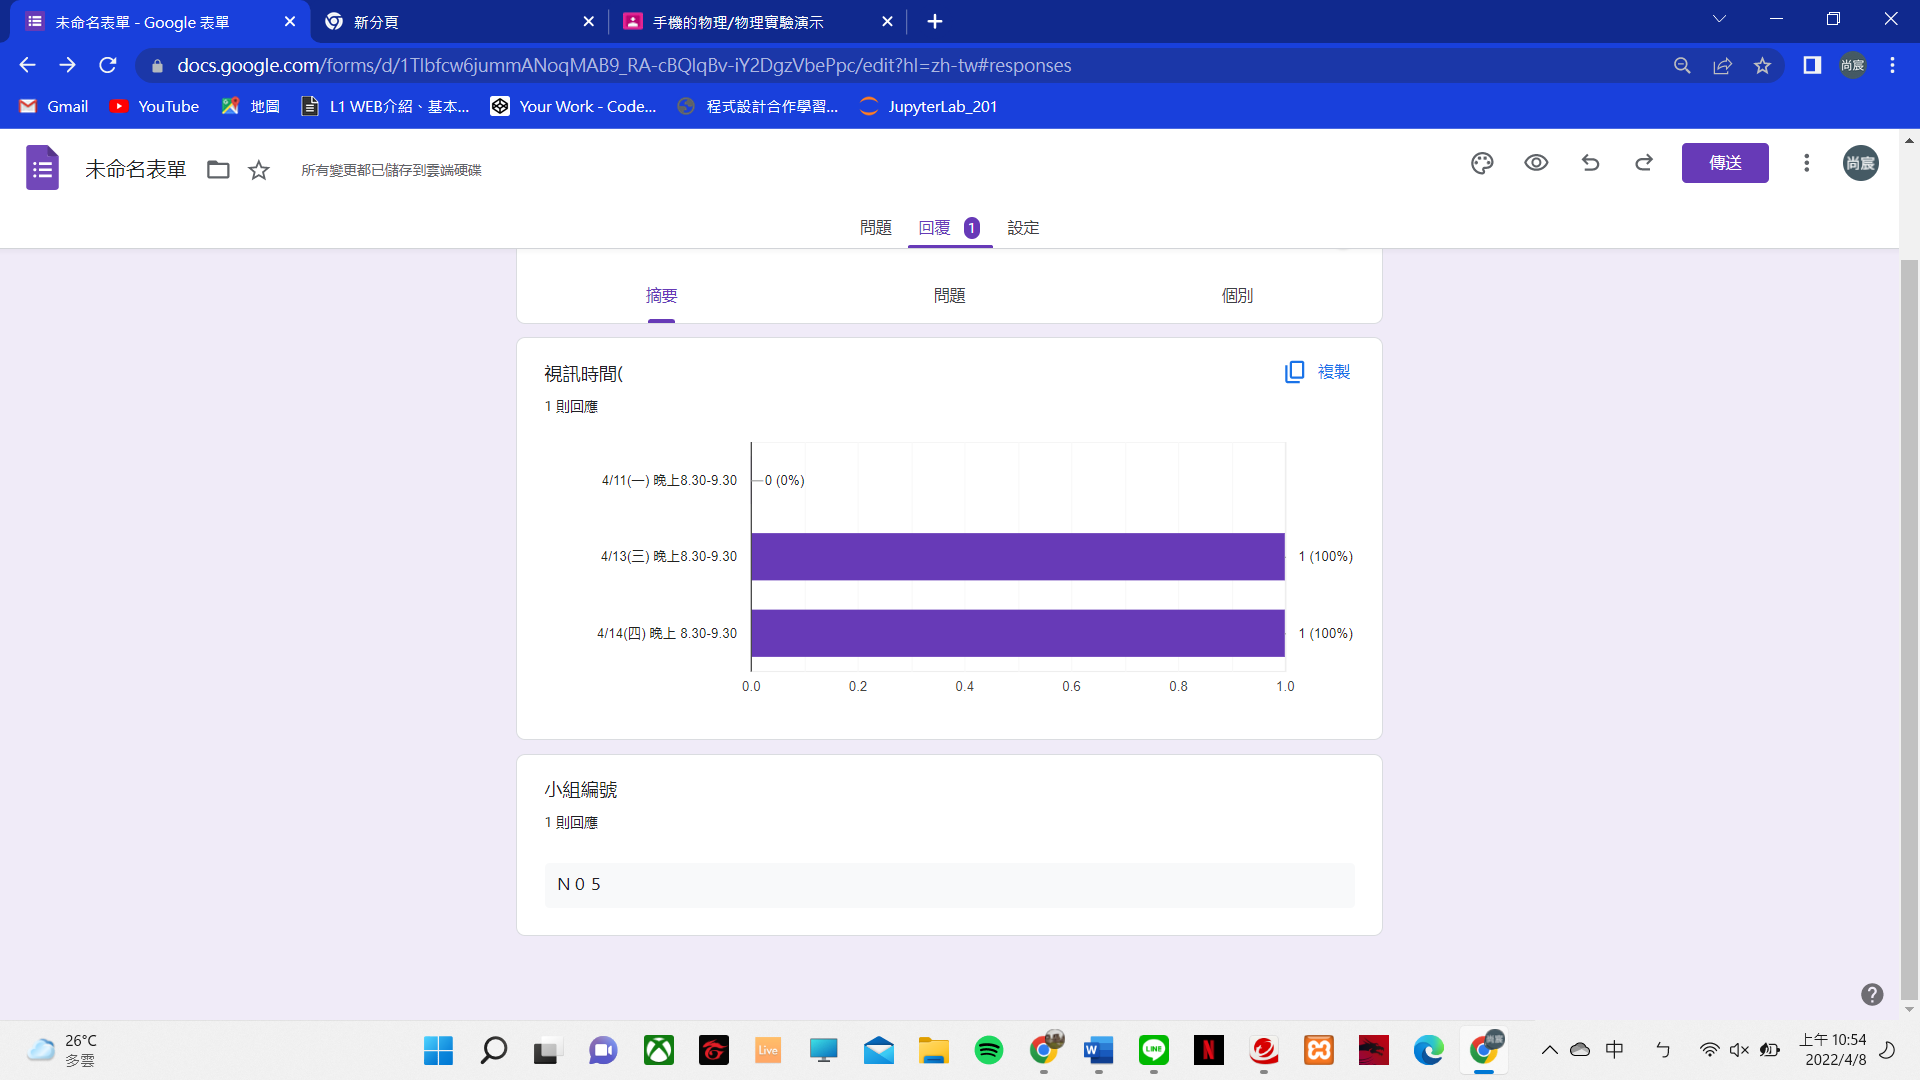 未命名表單 - Google 表單
新分頁
手機的物理/物理實驗演示
docs.google.com/forms/d/1Tlbfcw6jummANoqMAB9_RA-cBQlqBv-iY2DgzVbePpc/edit?hl=zh-tw#responses
尚宸
Gmail
YouTube
地圖
L1 WEB介紹、基本...
Your Work - Code...
程式設計合作學習...
JupyterLab_201
未命名表單
所有變更都已儲存到雲端硬碟
傳送
尚宸
問題
回覆 1
設定
摘要
問題
個別
視訊時間(
複製
1 則回應
4/11(一) 晚上8.30-9.30
0 (0%)
4/13(三) 晚上8.30-9.30
1 (100%)
4/14(四) 晚上 8.30-9.30
1 (100%)
0.0
0.2
0.4
0.6
0.8
1.0
小組編號
1 則回應
N 0 5
26°C
多雲
Live
LINE
中
ㄅ
上午 10:54
2022/4/8